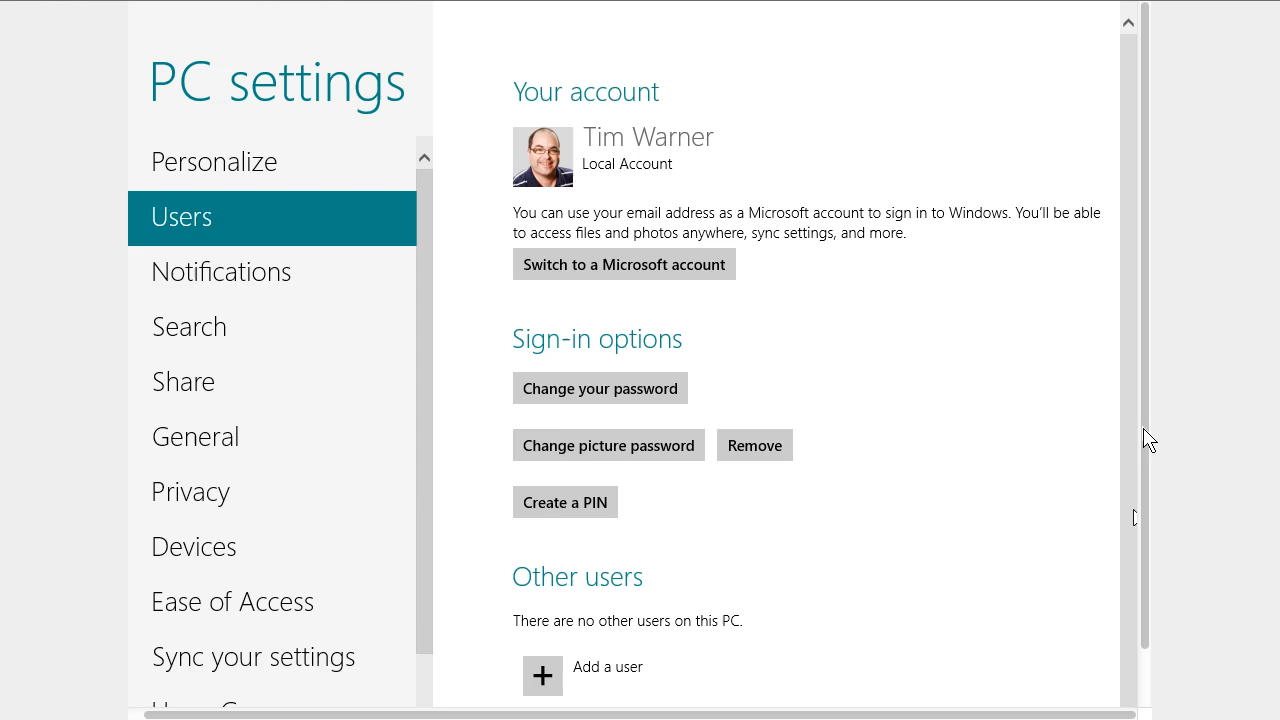 PC settings
Personalize
Users
Notifications
Search
Share
General
Privacy
Devices
Ease of Access
Sync your settings
Your account
Tim Warner
Local Account
You can use your email address as a Microsoft account to sign in to Windows. You’ll be able
to access files and photos anywhere, sync settings, and more.
Switch to a Microsoft account
Sign-in options
Change your password
Change picture password Remove
Create a PIN
Other users
There are no other users on this PC.
+ Add a user